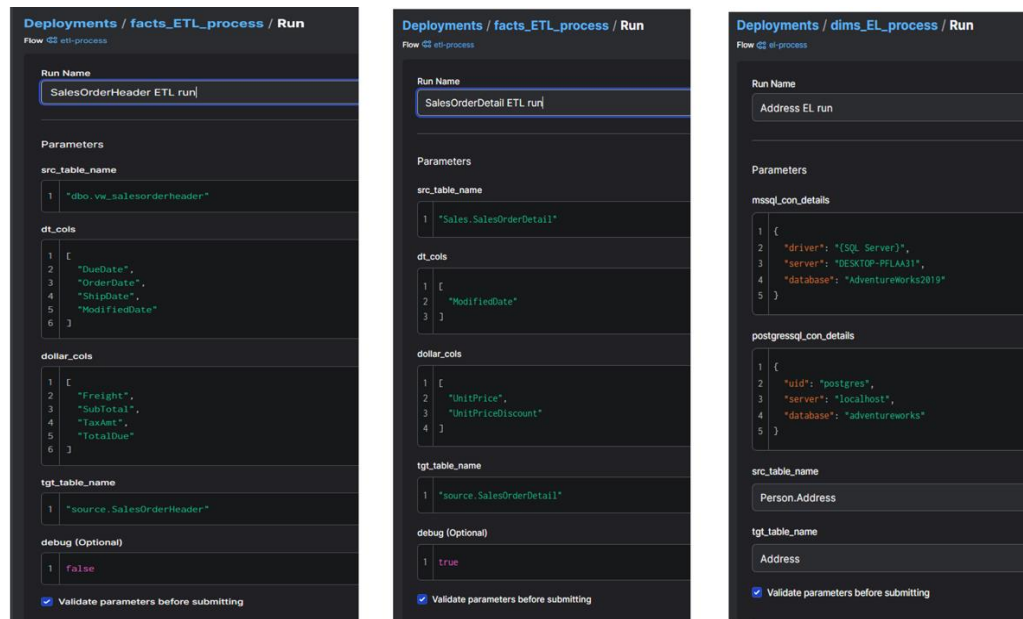 Deployments / facts_ETL_process / Run
Flow etl-process
Run Name
SalesOrderHeader ETL run
Parameters
src_table_name
1 "dbo.vw_salesorderheader"
dt_cols
1 [
2 "DueDate",
3 "OrderDate",
4 "ShipDate",
5 "ModifiedDate"
6 ]
dollar_cols
1 [
2 "Freight",
3 "SubTotal",
4 "TaxAmt",
5 "TotalDue"
6 ]
tgt_table_name
1 "source.SalesOrderHeader"
debug (Optional)
1 false
Validate parameters before submitting
Deployments / facts_ETL_process / Run
Flow etl-process
Run Name
SalesOrderDetail ETL run
Parameters
src_table_name
1 "Sales.SalesOrderDetail"
dt_cols
1 [
2 "ModifiedDate"
3 ]
dollar_cols
1 [
2 "UnitPrice",
3 "UnitPriceDiscount"
4 ]
tgt_table_name
1 "source.SalesOrderDetail"
debug (Optional)
1 true
Validate parameters before submitting
Deployments / dims_EL_process / Run
Flow el-process
Run Name
Address EL run
Parameters
mssql_con_details
1 {
2 "driver": "{SQL Server}",
3 "server": "DESKTOP-PFLAA31",
4 "database": "AdventureWorks2019"
5 }
postgressql_con_details
1 {
2 "uid": "postgres",
3 "server": "localhost",
4 "database": "adventureworks"
5 }
src_table_name
Person.Address
tgt_table_name
Address
Validate parameters before submitting